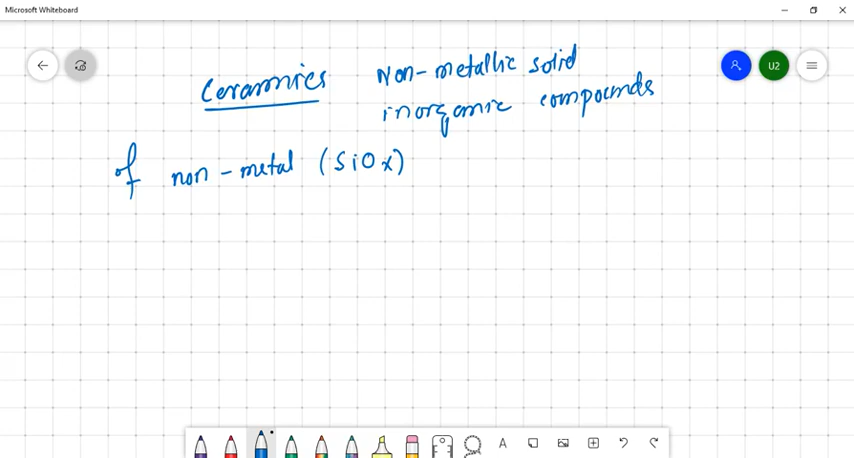 Microsoft Whiteboard
U2
Ceramics Non-metallic solid
inorganic compounds
of non-metal (SiOx)
A